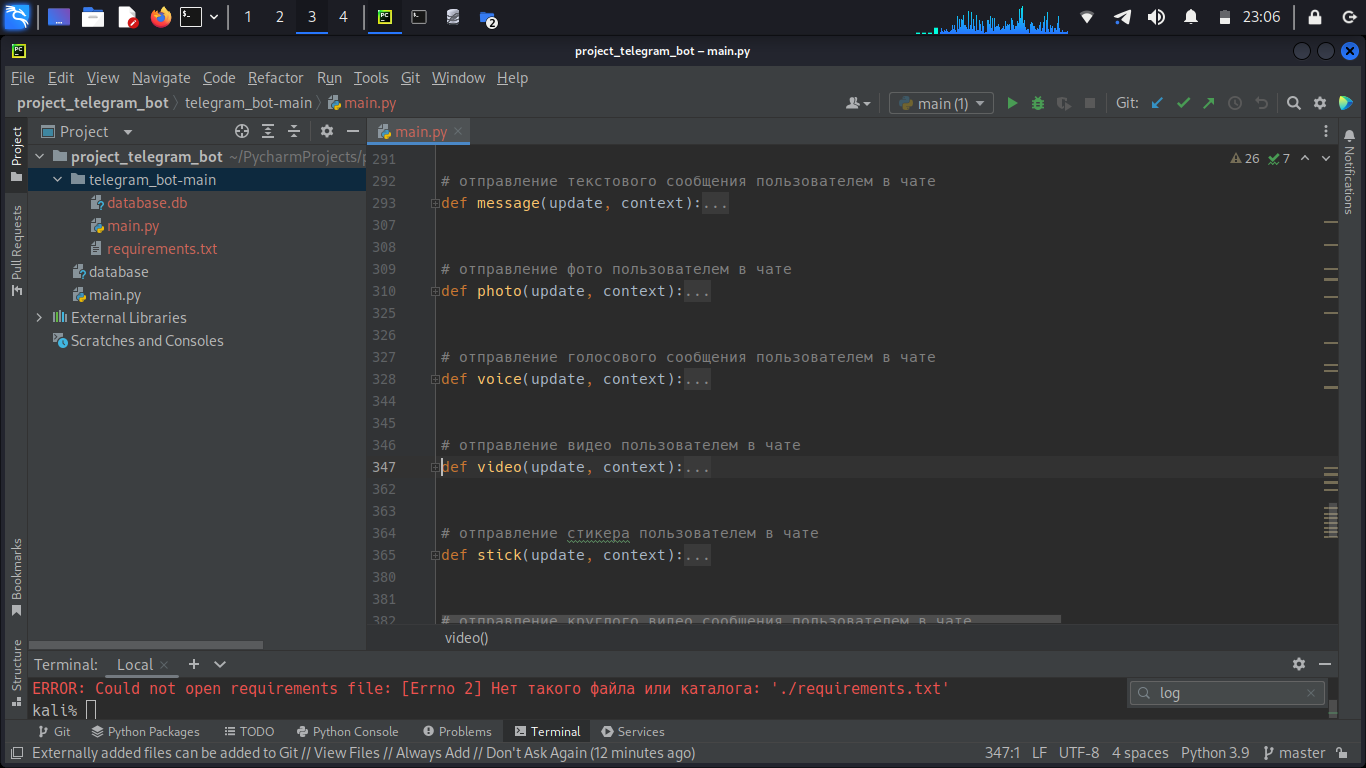 1 2 3 4 2 23:06
project_telegram_bot – main.py
File Edit View Navigate Code Refactor Run Tools Git Window Help
project_telegram_bot telegram_bot-main main.py main (1) Git:
Project
main.py
291
26 7
project_telegram_bot ~/PycharmProjects/p
telegram_bot-main
database.db
main.py
requirements.txt
database
main.py
External Libraries
Scratches and Consoles
292 # отправление текстового сообщения пользователем в чате
293 def message(update, context):...
307
308
309 # отправление фото пользователем в чате
310 def photo(update, context):...
325
326
327 # отправление голосового сообщения пользователем в чате
328 def voice(update, context):...
344
345
346 # отправление видео пользователем в чате
347 def video(update, context):...
362
363
364 # отправление стикера пользователем в чате
365 def stick(update, context):...
380
381
382 # отправление круглого видео сообщения пользователем в чате
video()
Project
Pull Requests
Bookmarks
Structure
Notifications
Terminal: Local
ERROR: Could not open requirements file: [Errno 2] Нет такого файла или каталога: './requirements.txt'
log
kali%
Git Python Packages TODO Python Console Problems Terminal Services
Externally added files can be added to Git // View Files // Always Add // Don't Ask Again (12 minutes ago) 347:1 LF UTF-8 4 spaces Python 3.9 master